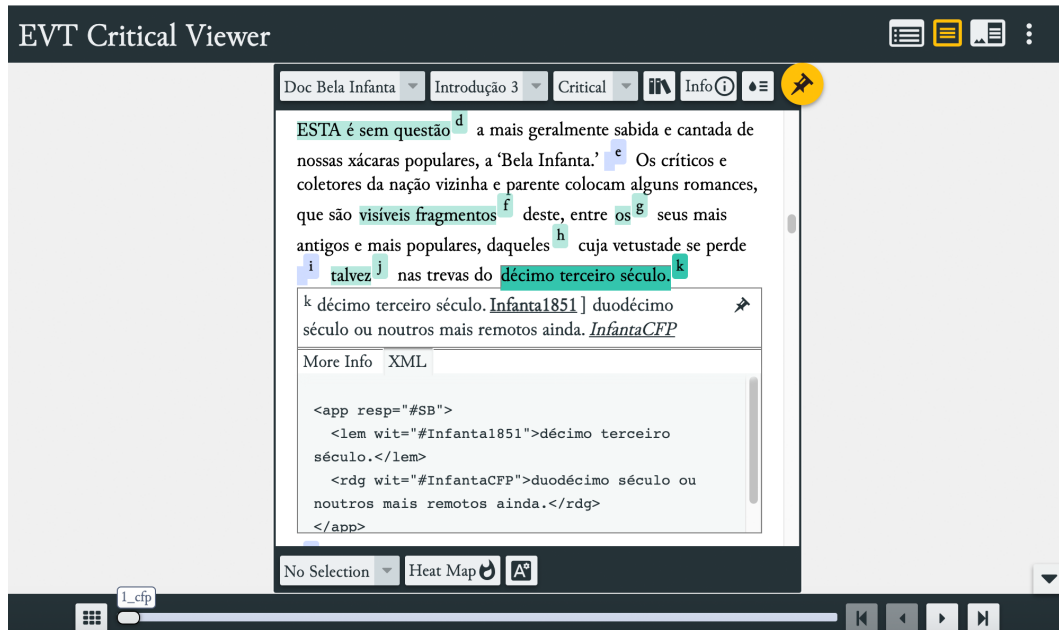 EVT Critical Viewer
Doc Bela Infanta Introdução 3 Critical Info
ESTA é sem questão d a mais geralmente sabida e cantada de
nossas xácaras populares, a ‘Bela Infanta.’ e Os críticos e
coletores da nação vizinha e parente colocam alguns romances,
que são visíveis fragmentos f deste, entre os g seus mais
antigos e mais populares, daqueles h cuja vetustade se perde
i talvez j nas trevas do décimo terceiro século. k
k décimo terceiro século. Infanta1851 ] duodécimo
século ou noutros mais remotos ainda. InfantaCFP
More Info XML
<app resp="#SB">
<lem wit="#Infanta1851">décimo terceiro
século.</lem>
<rdg wit="#InfantaCFP">duodécimo século ou
noutros mais remotos ainda.</rdg>
</app>
No Selection Heat Map A
1_cfp